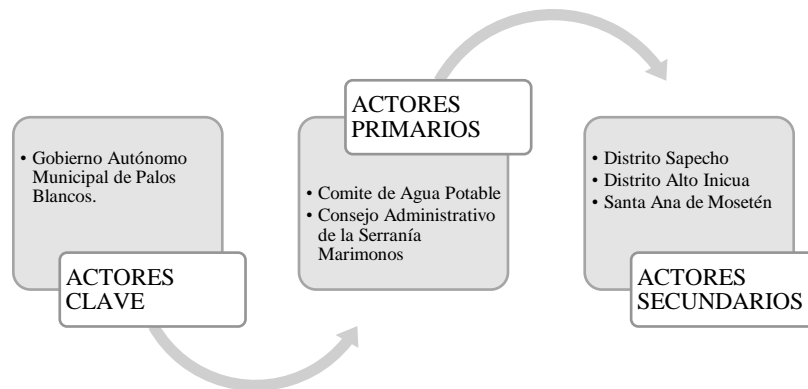 • Gobierno Autónomo
Municipal de Palos
Blancos.
ACTORES
CLAVE
ACTORES
PRIMARIOS
• Comite de Agua Potable
• Consejo Administrativo
de la Serranía
Marimonos
• Distrito Sapecho
• Distrito Alto Inicua
• Santa Ana de Mosetén
ACTORES
SECUNDARIOS